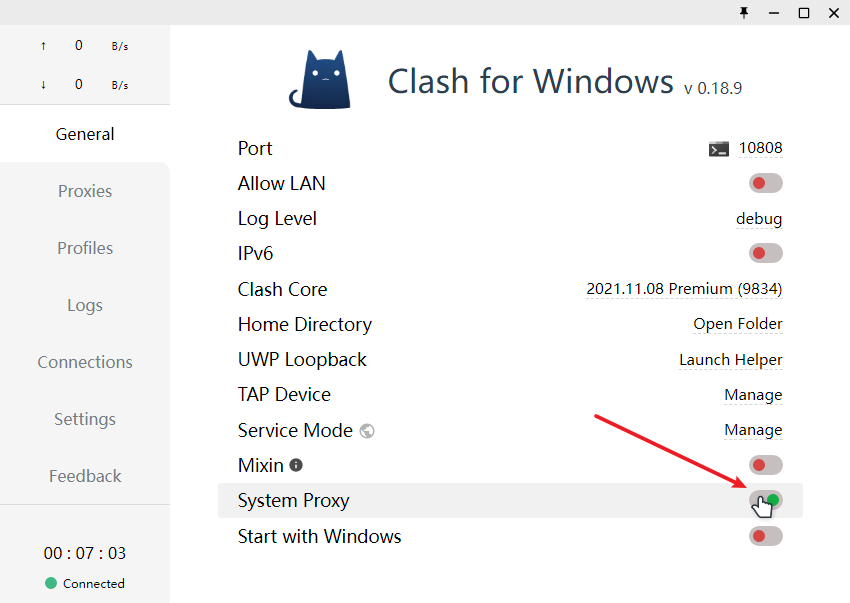 ↑ 0 B/s
↓ 0 B/s
General
Proxies
Profiles
Logs
Connections
Settings
Feedback
00 : 07 : 03
Connected
Clash for Windows v 0.18.9
Port 10808
Allow LAN
Log Level debug
IPv6
Clash Core 2021.11.08 Premium (9834)
Home Directory Open Folder
UWP Loopback Launch Helper
TAP Device Manage
Service Mode Manage
Mixin
System Proxy
Start with Windows